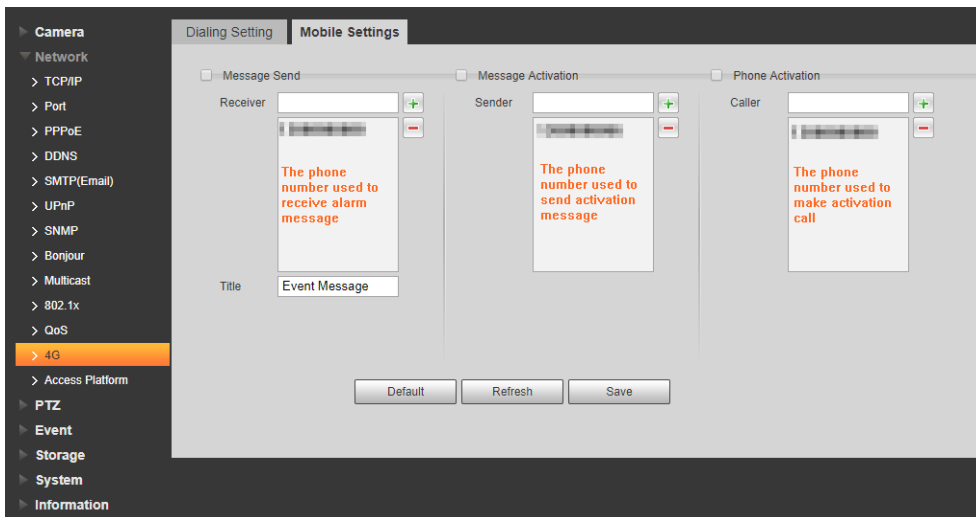 Camera
Network
TCP/IP
Port
PPPoE
DDNS
SMTP(Email)
UPnP
SNMP
Bonjour
Multicast
802.1x
QoS
4G
Access Platform
PTZ
Event
Storage
System
Information
Dialing Setting
Mobile Settings
Message Send
Receiver
The phone
number used to
receive alarm
message
Title
Event Message
Message Activation
Sender
The phone
number used to
send activation
message
Phone Activation
Caller
The phone
number used to
make activation
call
Default
Refresh
Save